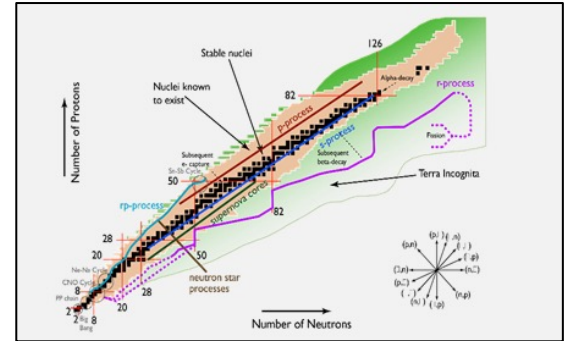 126
Stable nuclei
Alpha-decay
r-process
Nuclei known
to exist
82
p-process
s-process
Fission
Number of Protons
Subsequent
e- capture
Subsequent
beta-decay
Sn-Sb Cycle
50
Terra Incognita
rp-process
supernova cores
82
28
20
50
neutron star
processes
Ne-Na Cycle
CNO Cycle
8
28
PP chain
20
2
2
8
Big
Bang
Number of Neutrons
(p,γ)
(p,n)
(n,p)